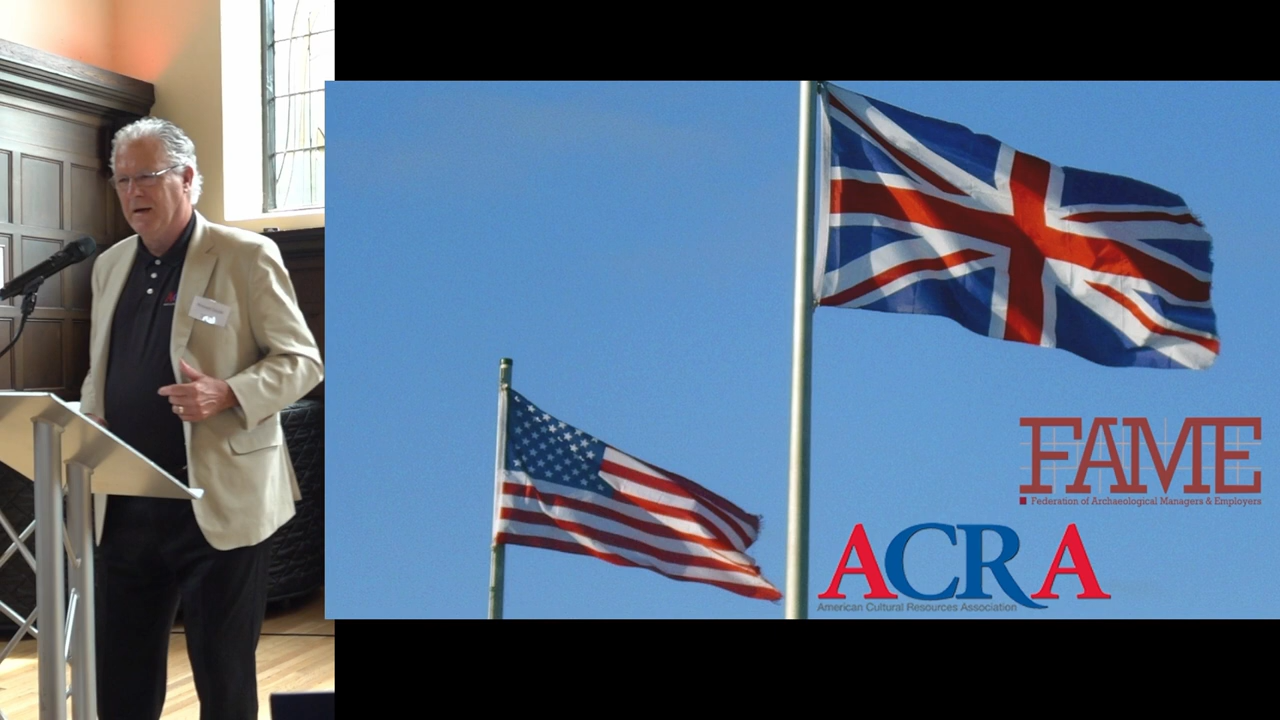 FAME
Federation of Archaeological Managers & Employers
ACRA
American Cultural Resources Association